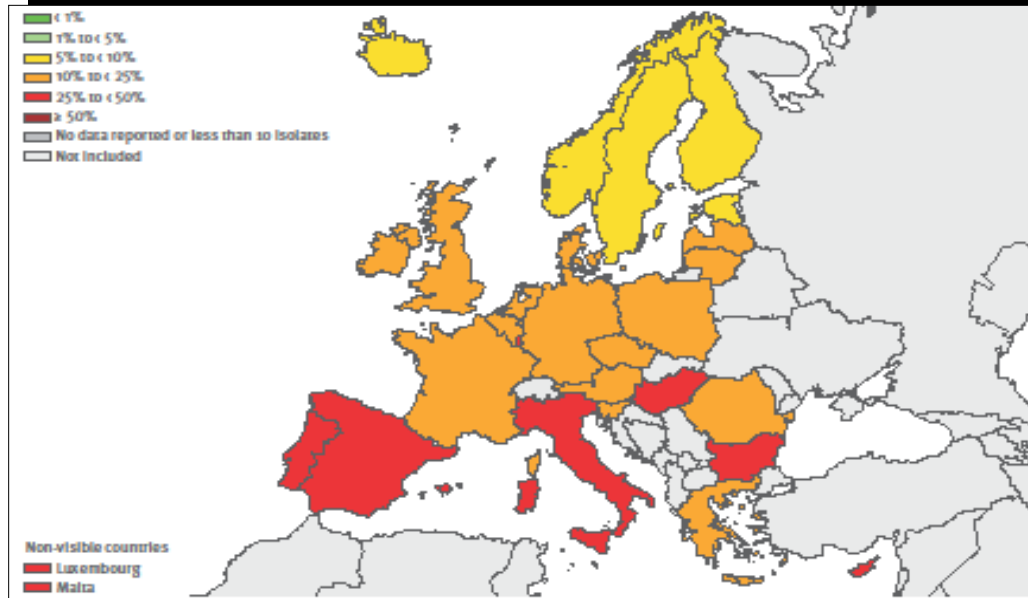 < 1%
1% to < 5%
5% to < 10%
10% to < 25%
25% to < 50%
≥ 50%
No data reported or less than 10 isolates
Not included
Non-visible countries
Luxembourg
Malta